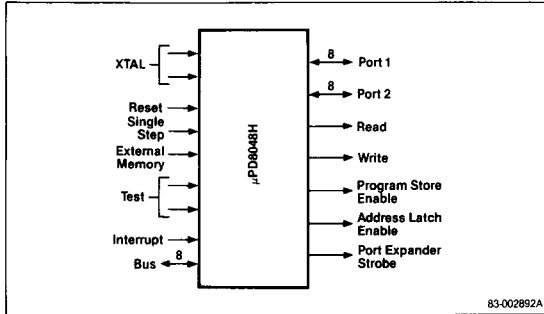 XTAL
Reset
Single
Step
External
Memory
Test
Interrupt
Bus
8
μPD8048H
8
Port 1
8
Port 2
Read
Write
Program Store
Enable
Address Latch
Enable
Port Expander
Strobe
83-002892A